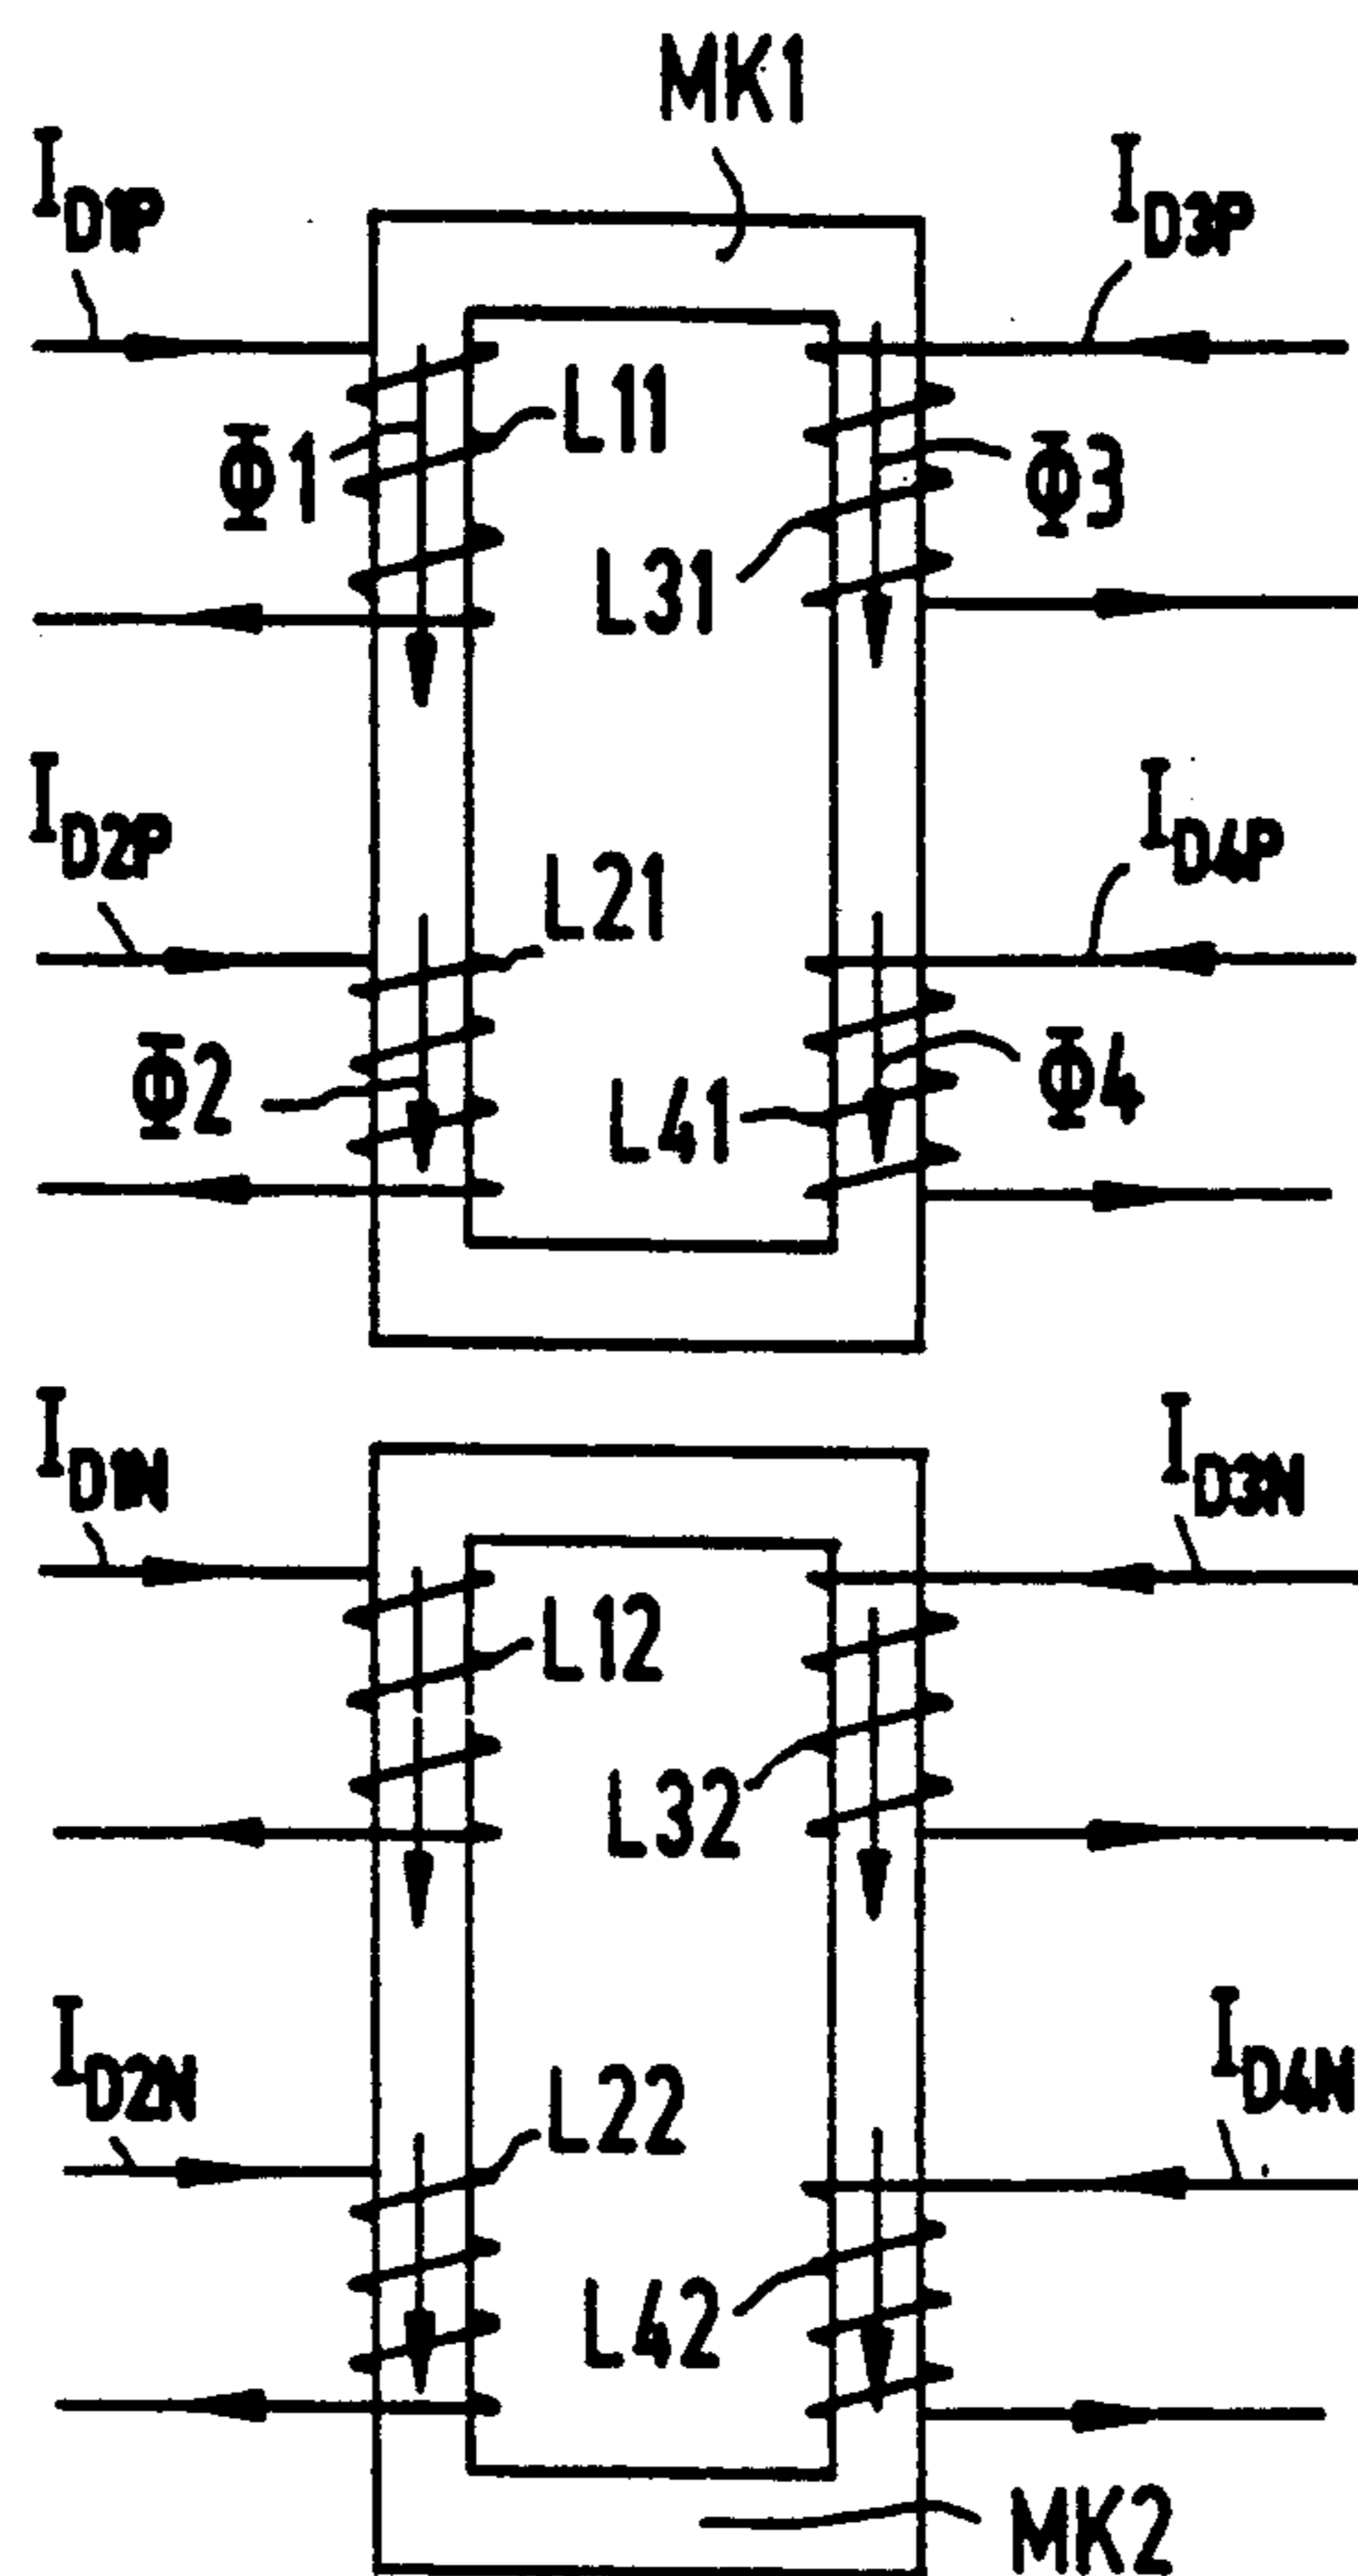 MK1
I_D1P
I_D3P
L11
Φ1
Φ3
L31
I_D2P
I_D4P
L21
Φ2
Φ4
L41
I_D1N
I_D3N
L12
L32
I_D2N
I_D4N
L22
L42
MK2